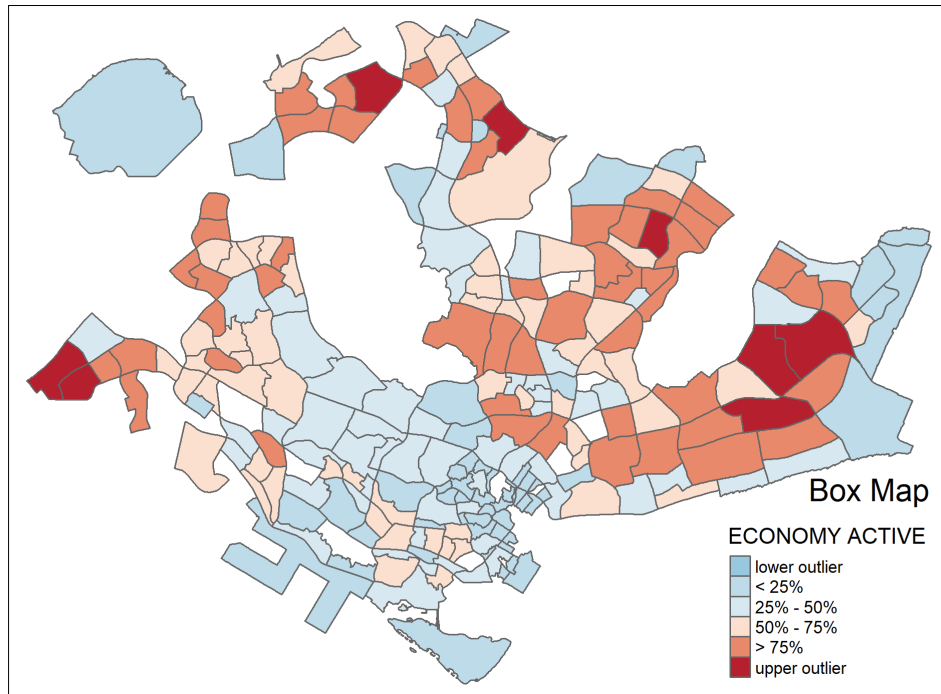 Box Map
ECONOMY ACTIVE
lower outlier
< 25%
25% - 50%
50% - 75%
> 75%
upper outlier